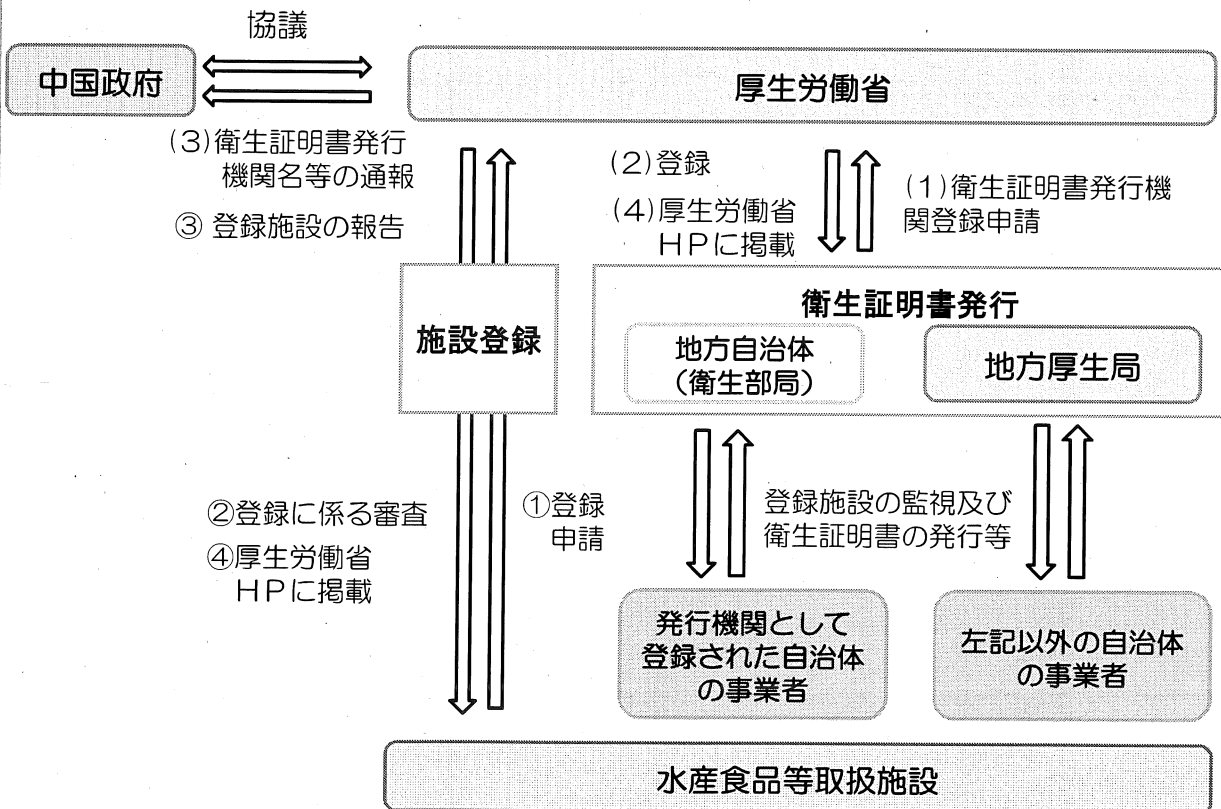 協議
中国政府
厚生労働省
(3)衛生証明書発行
機関名等の通報
③ 登録施設の報告
(2)登録
(4)厚生労働省
ＨＰに掲載
(1)衛生証明書発行機
関登録申請
施設登録
衛生証明書発行
地方自治体
(衛生部局)
地方厚生局
②登録に係る審査
④厚生労働省
ＨＰに掲載
①登録
申請
登録施設の監視及び
衛生証明書の発行等
発行機関として
登録された自治体
の事業者
左記以外の自治体
の事業者
水産食品等取扱施設